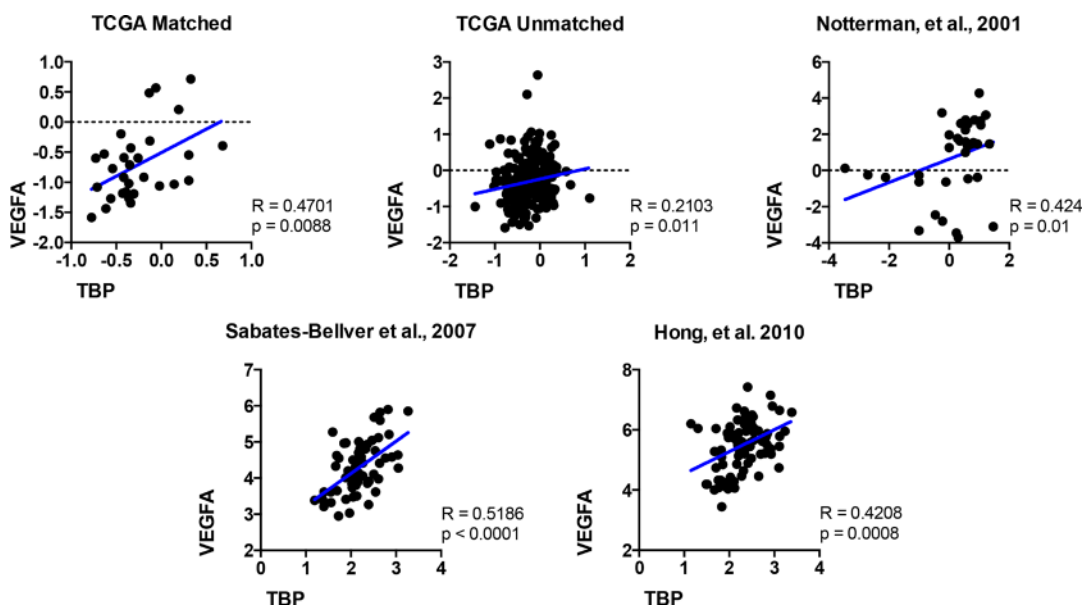 TCGA Matched
1.0
0.5
0.0
-0.5
-1.0
-1.5
-2.0
-1.0
-0.5
0.0
0.5
1.0
VEGFA
TBP
R = 0.4701
p = 0.0088
TCGA Unmatched
3
2
1
0
-1
-2
-2
-1
0
1
2
VEGFA
TBP
R = 0.2103
p = 0.011
Notterman, et al., 2001
6
4
2
0
-2
-4
-4
-2
0
2
VEGFA
TBP
R = 0.424
p = 0.01
Sabates-Bellver et al., 2007
7
6
5
4
3
2
0
1
2
3
4
VEGFA
TBP
R = 0.5186
p < 0.0001
Hong, et al. 2010
8
6
4
2
0
1
2
3
4
VEGFA
TBP
R = 0.4208
p = 0.0008